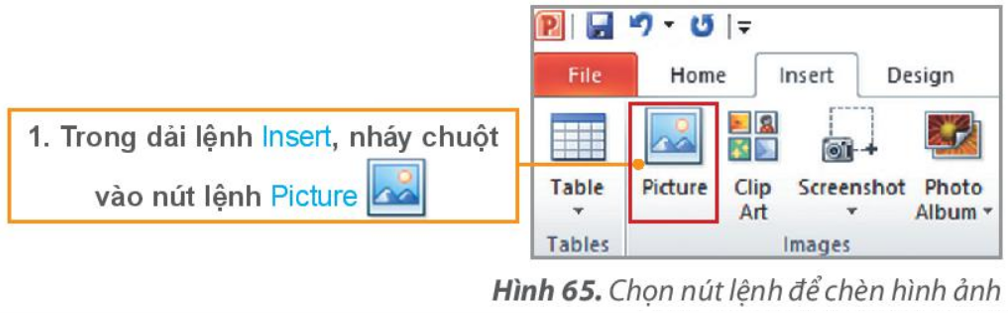 1. Trong dải lệnh Insert, nháy chuột
vào nút lệnh Picture
P
File Home Insert Design
Table Picture Clip Art Screenshot Photo Album
Tables Images
Hình 65. Chọn nút lệnh để chèn hình ảnh